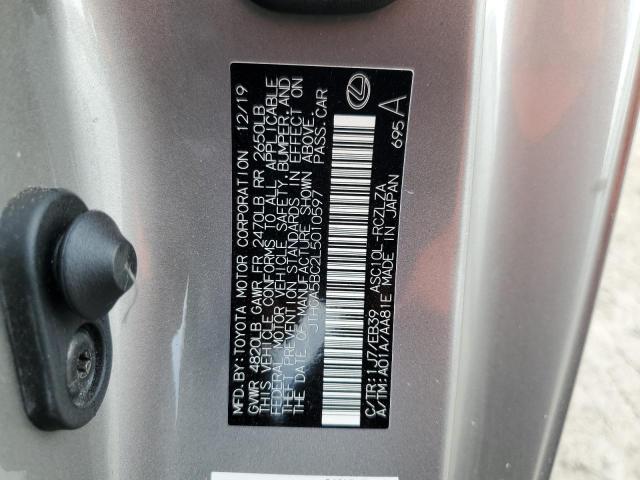 MFD.BY:TOYOTA MOTOR CORPORATION 12/19
GVWR 4820LB GAWR FR 2470LB RR 2650LB
THIS VEHICLE CONFORMS TO ALL APPLICABLE
FEDERAL MOTOR VEHICLE SAFETY, BUMPER, AND
THEFT PREVENTION STANDARDS IN EFFECT ON
THE DATE OF MANUFACTURE SHOWN ABOVE.
JTHCA5BC2L5010597 PASS.CAR
C/TR:1J7/EB39 ASC10L-RCZLZA
A/TM:A01A/AA81E MADE IN JAPAN 695 A